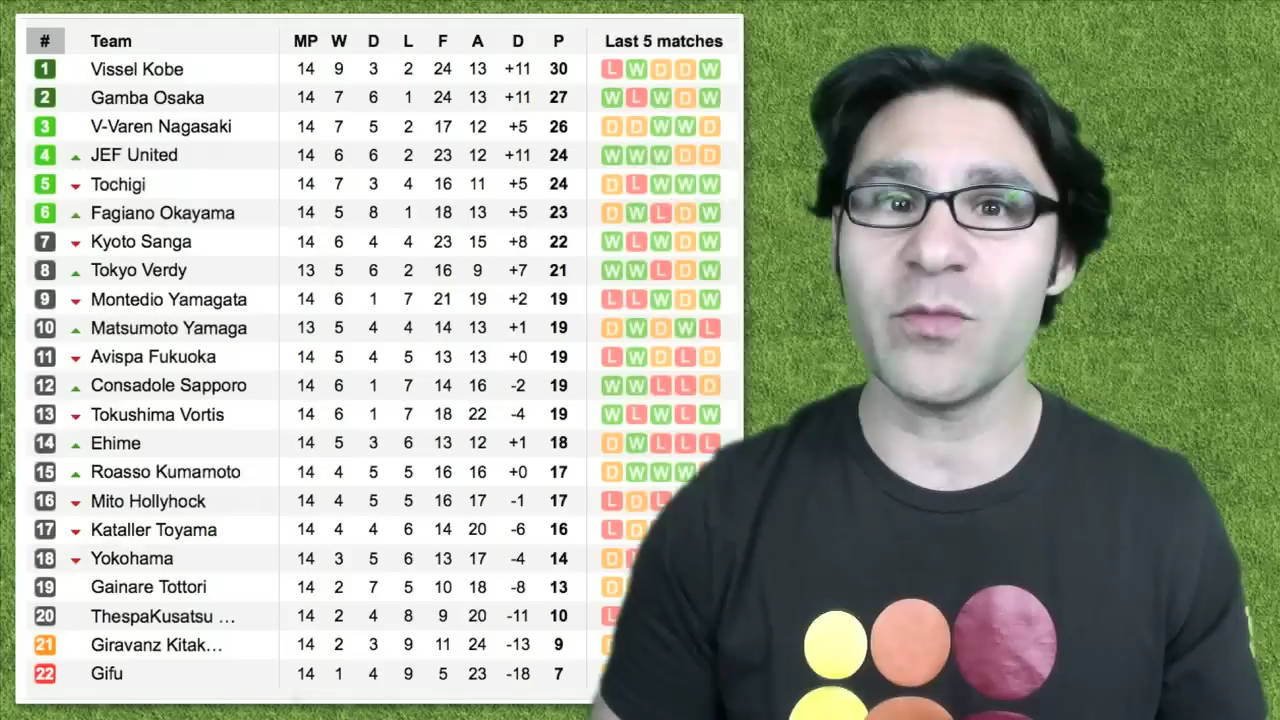 # Team MP W D L F A D P Last 5 matches
1 Vissel Kobe 14 9 3 2 24 13 +11 30 L W D D W
2 Gamba Osaka 14 7 6 1 24 13 +11 27 W L W D W
3 V-Varen Nagasaki 14 7 5 2 17 12 +5 26 D D W W D
4 JEF United 14 6 6 2 23 12 +11 24 W W W D D
5 Tochigi 14 7 3 4 16 11 +5 24 D L W W W
6 Fagiano Okayama 14 5 8 1 18 13 +5 23 D W L D W
7 Kyoto Sanga 14 6 4 4 23 15 +8 22 W L W D W
8 Tokyo Verdy 13 5 6 2 16 9 +7 21 W W L D W
9 Montedio Yamagata 14 6 1 7 21 19 +2 19 L L W D W
10 Matsumoto Yamaga 13 5 4 4 14 13 +1 19 D W D W L
11 Avispa Fukuoka 14 5 4 5 13 13 +0 19 L W D L D
12 Consadole Sapporo 14 6 1 7 14 16 -2 19 W W L L D
13 Tokushima Vortis 14 6 1 7 18 22 -4 19 W L W L W
14 Ehime 14 5 3 6 13 12 +1 18 D W L L L
15 Roasso Kumamoto 14 4 5 5 16 16 +0 17 D W W W
16 Mito Hollyhock 14 4 5 5 16 17 -1 17 L D L
17 Kataller Toyama 14 4 4 6 14 20 -6 16 L D
18 Yokohama 14 3 5 6 13 17 -4 14 D
19 Gainare Tottori 14 2 7 5 10 18 -8 13 D
20 ThespaKusatsu … 14 2 4 8 9 20 -11 10 L
21 Giravanz Kitak… 14 2 3 9 11 24 -13 9
22 Gifu 14 1 4 9 5 23 -18 7